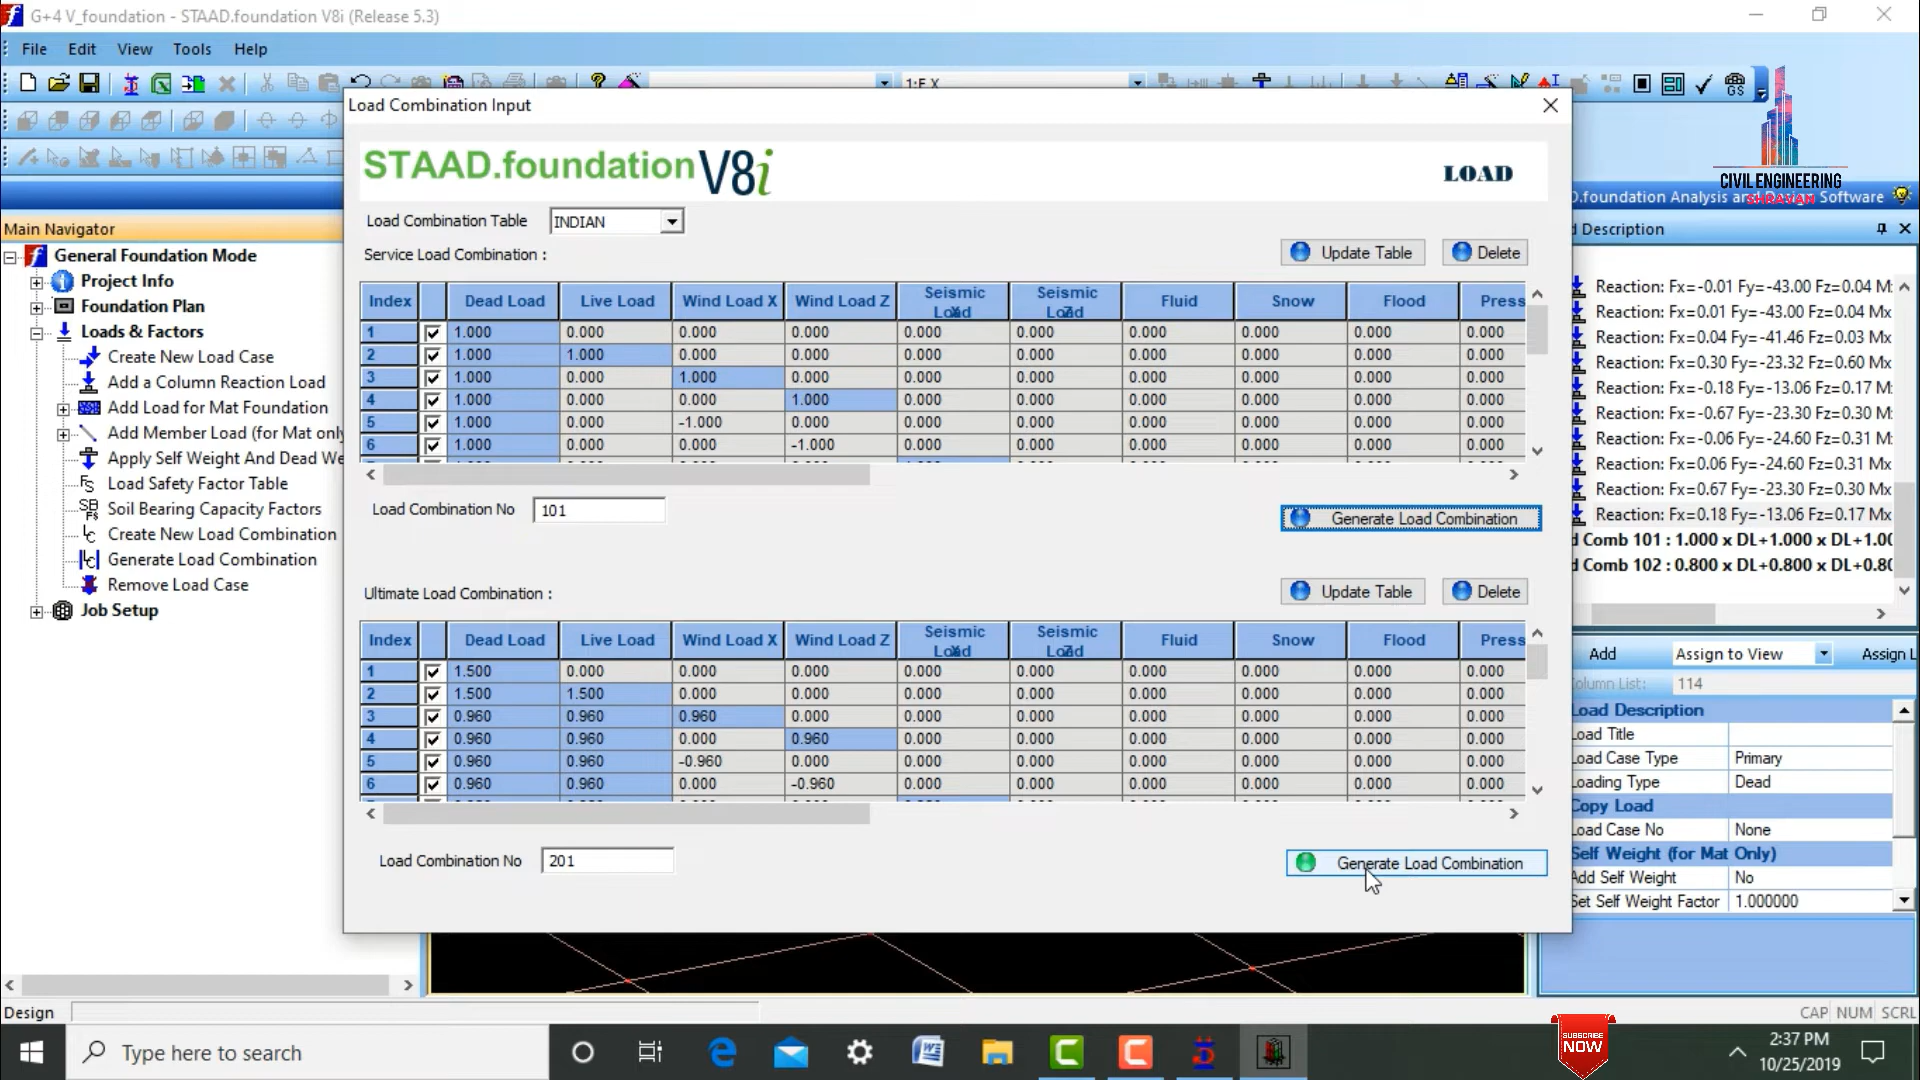 G+4 V_foundation - STAAD.foundation V8i (Release 5.3)
File Edit View Tools Help
1:E X
GS
Load Combination Input
STAAD.foundation V8i
LOAD
CIVIL ENGINEERING
SHRAVAN
D.foundation Analysis and Design Software
Load Combination Table INDIAN
Main Navigator
d Description
Service Load Combination :
Update Table Delete
General Foundation Mode
Project Info
Foundation Plan
Loads & Factors
Create New Load Case
Add a Column Reaction Load
Add Load for Mat Foundation
Add Member Load (for Mat only
Apply Self Weight And Dead We
Load Safety Factor Table
Soil Bearing Capacity Factors
Create New Load Combination
Generate Load Combination
Remove Load Case
Job Setup
Index Dead Load Live Load Wind Load X Wind Load Z Seismic Load Seismic Load Fluid Snow Flood Press
1 1.000 0.000 0.000 0.000 0.000 0.000 0.000 0.000 0.000 0.000
2 1.000 1.000 0.000 0.000 0.000 0.000 0.000 0.000 0.000 0.000
3 1.000 0.000 1.000 0.000 0.000 0.000 0.000 0.000 0.000 0.000
4 1.000 0.000 0.000 1.000 0.000 0.000 0.000 0.000 0.000 0.000
5 1.000 0.000 -1.000 0.000 0.000 0.000 0.000 0.000 0.000 0.000
6 1.000 0.000 0.000 -1.000 0.000 0.000 0.000 0.000 0.000 0.000
Load Combination No 101
Generate Load Combination
Ultimate Load Combination :
Update Table Delete
Index Dead Load Live Load Wind Load X Wind Load Z Seismic Load Seismic Load Fluid Snow Flood Press
1 1.500 0.000 0.000 0.000 0.000 0.000 0.000 0.000 0.000 0.000
2 1.500 1.500 0.000 0.000 0.000 0.000 0.000 0.000 0.000 0.000
3 0.960 0.960 0.960 0.000 0.000 0.000 0.000 0.000 0.000 0.000
4 0.960 0.960 0.000 0.960 0.000 0.000 0.000 0.000 0.000 0.000
5 0.960 0.960 -0.960 0.000 0.000 0.000 0.000 0.000 0.000 0.000
6 0.960 0.960 0.000 -0.960 0.000 0.000 0.000 0.000 0.000 0.000
Load Combination No 201
Generate Load Combination
Reaction: Fx=-0.01 Fy=-43.00 Fz=0.04 M
Reaction: Fx=0.01 Fy=-43.00 Fz=0.04 Mx
Reaction: Fx=0.04 Fy=-41.46 Fz=0.03 Mx
Reaction: Fx=0.30 Fy=-23.32 Fz=0.60 Mx
Reaction: Fx=-0.18 Fy=-13.06 Fz=0.17 M
Reaction: Fx=-0.67 Fy=-23.30 Fz=0.30 M
Reaction: Fx=-0.06 Fy=-24.60 Fz=0.31 M
Reaction: Fx=0.06 Fy=-24.60 Fz=0.31 Mx
Reaction: Fx=0.67 Fy=-23.30 Fz=0.30 Mx
Reaction: Fx=0.18 Fy=-13.06 Fz=0.17 Mx
d Comb 101 : 1.000 x DL+1.000 x DL+1.00
d Comb 102 : 0.800 x DL+0.800 x DL+0.80
Add Assign to View Assign L
olumn List: 114
Load Description
Load Title
Load Case Type Primary
Loading Type Dead
Copy Load
Load Case No None
Self Weight (for Mat Only)
Add Self Weight No
Set Self Weight Factor 1.000000
Design
CAP NUM SCRL
Type here to search
SUBSCRIBE
NOW
2:37 PM
10/25/2019